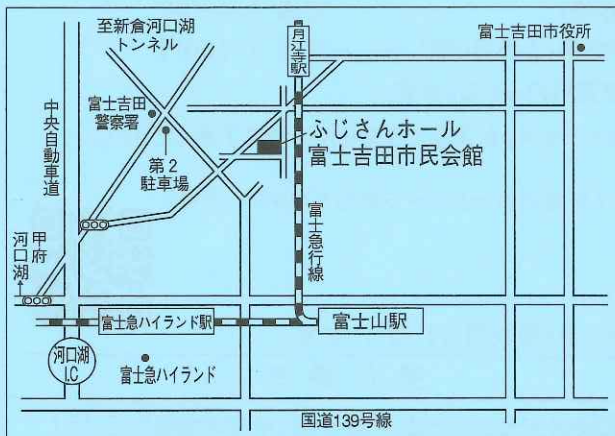 至新倉河口湖
トンネル
月江寺駅
富士吉田市役所
富士吉田
警察署
中央自動車道
第2
駐車場
ふじさんホール
富士吉田市民会館
富士急行線
甲府
河口湖
富士急ハイランド駅
富士山駅
河口湖
I.C
富士急ハイランド
国道139号線